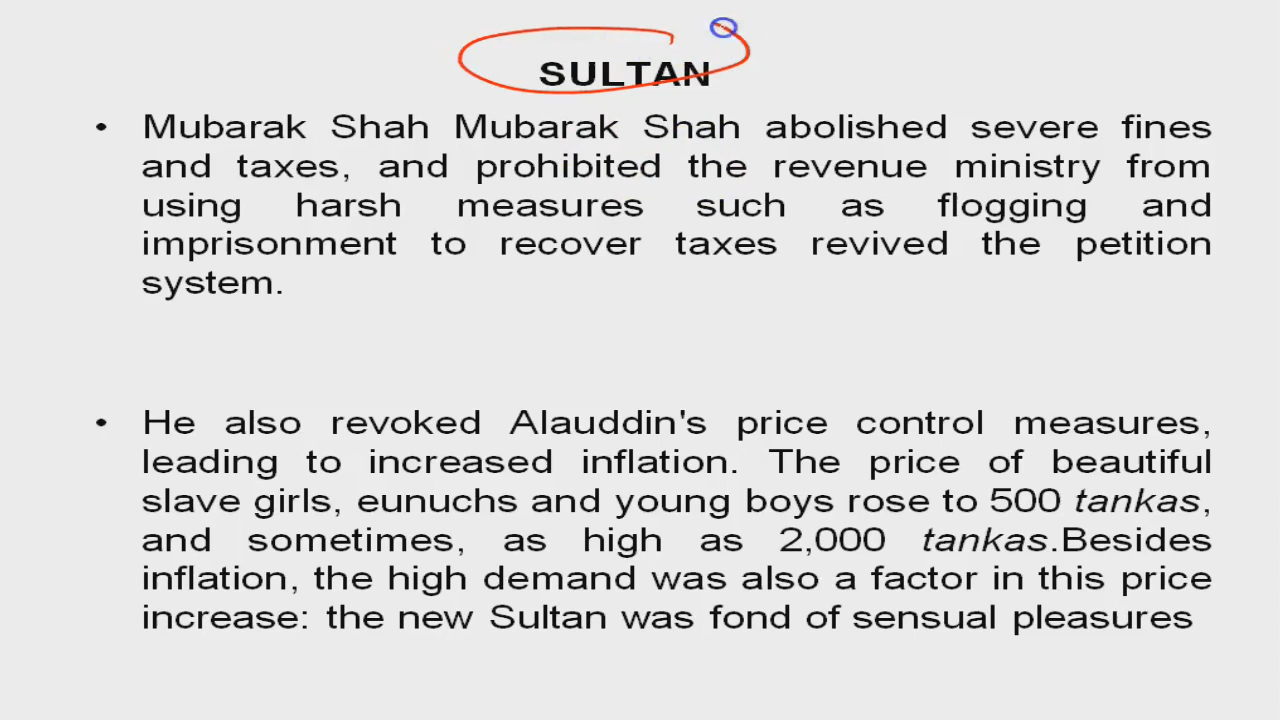 SULTAN
• Mubarak Shah Mubarak Shah abolished severe fines
and taxes, and prohibited the revenue ministry from
using harsh measures such as flogging and
imprisonment to recover taxes revived the petition
system.
• He also revoked Alauddin's price control measures,
leading to increased inflation. The price of beautiful
slave girls, eunuchs and young boys rose to 500 tankas,
and sometimes, as high as 2,000 tankas.Besides
inflation, the high demand was also a factor in this price
increase: the new Sultan was fond of sensual pleasures